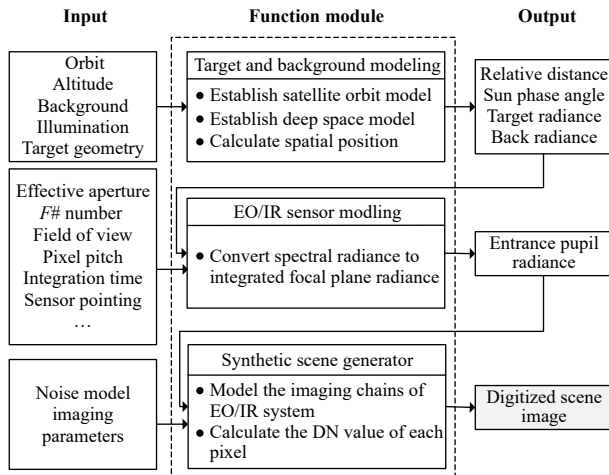 Input
Function module
Output
Orbit
Altitude
Background
Illumination
Target geometry
Target and background modeling
● Establish satellite orbit model
● Establish deep space model
● Calculate spatial position
Relative distance
Sun phase angle
Target radiance
Back radiance
Effective aperture
F# number
Field of view
Pixel pitch
Integration time
Sensor pointing
…
EO/IR sensor modling
● Convert spectral radiance to
integrated focal plane radiance
Entrance pupil
radiance
Noise model
imaging
parameters
Synthetic scene generator
● Model the imaging chains of
EO/IR system
● Calculate the DN value of each
pixel
Digitized scene
image